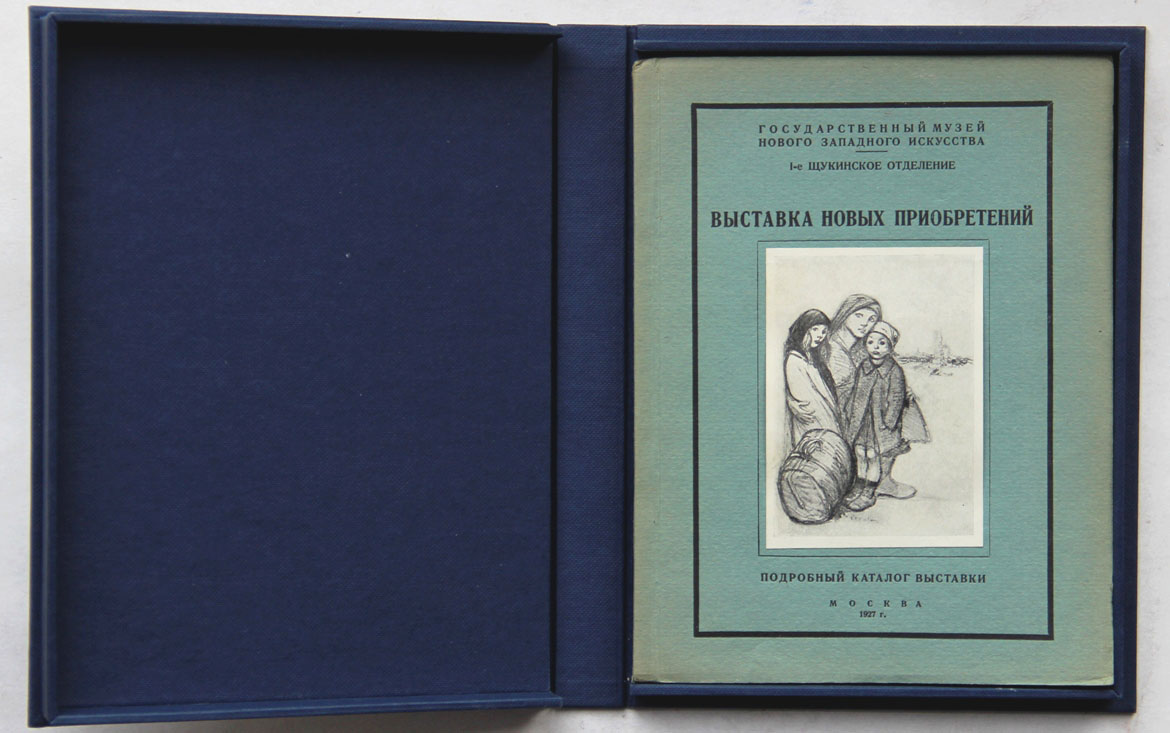 ГОСУДАРСТВЕННЫЙ МУЗЕЙ
НОВОГО ЗАПАДНОГО ИСКУССТВА
I-е ЩУКИНСКОЕ ОТДЕЛЕНИЕ
ВЫСТАВКА НОВЫХ ПРИОБРЕТЕНИЙ
ПОДРОБНЫЙ КАТАЛОГ ВЫСТАВКИ
МОСКВА
1927 г.